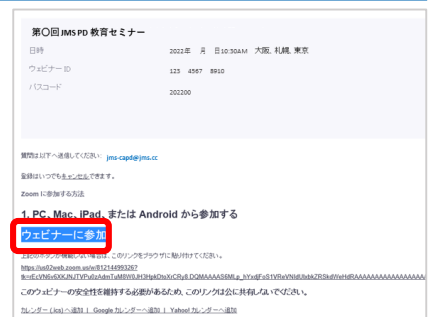 第〇回 JMS PD 教育セミナー
日時 2022年 月 日10:30AM 大阪, 札幌, 東京
ウェビナー ID 123 4567 8910
パスコード 202200
質問は以下へ送信してください: jms-capd@jms.cc
登録はいつでもキャンセルできます。
Zoom に参加する方法
1. PC、Mac、iPad、または Android から参加する
ウェビナーに参加
上記のボタンが機能しない場合は、このリンクをブラウザに貼り付けてください。
https://us02web.zoom.us/w/81214499326?
このウェビナーの安全性を維持する必要があるため、このリンクは公に共有しないでください。
カレンダー (.ics) へ追加 | Google カレンダーへ追加 | Yahoo! カレンダーへ追加